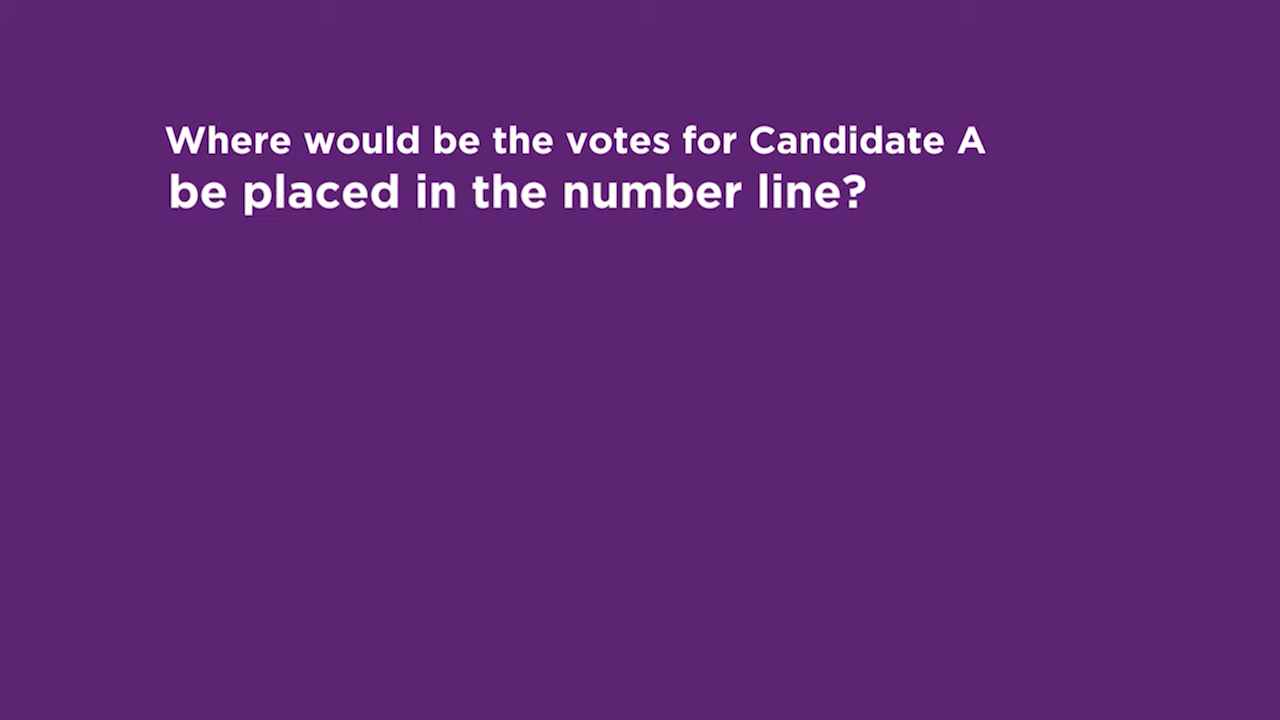 Where would be the votes for Candidate A
be placed in the number line?